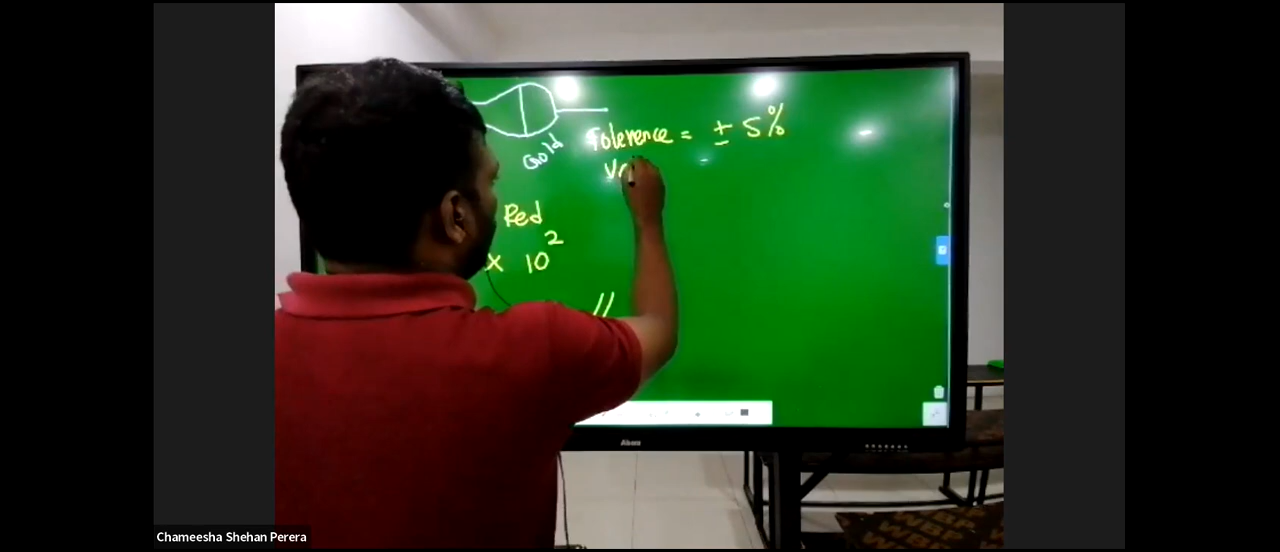 Gold
Tolerence = ± 5%
Red
x 10²
//
Chameesha Shehan Perera